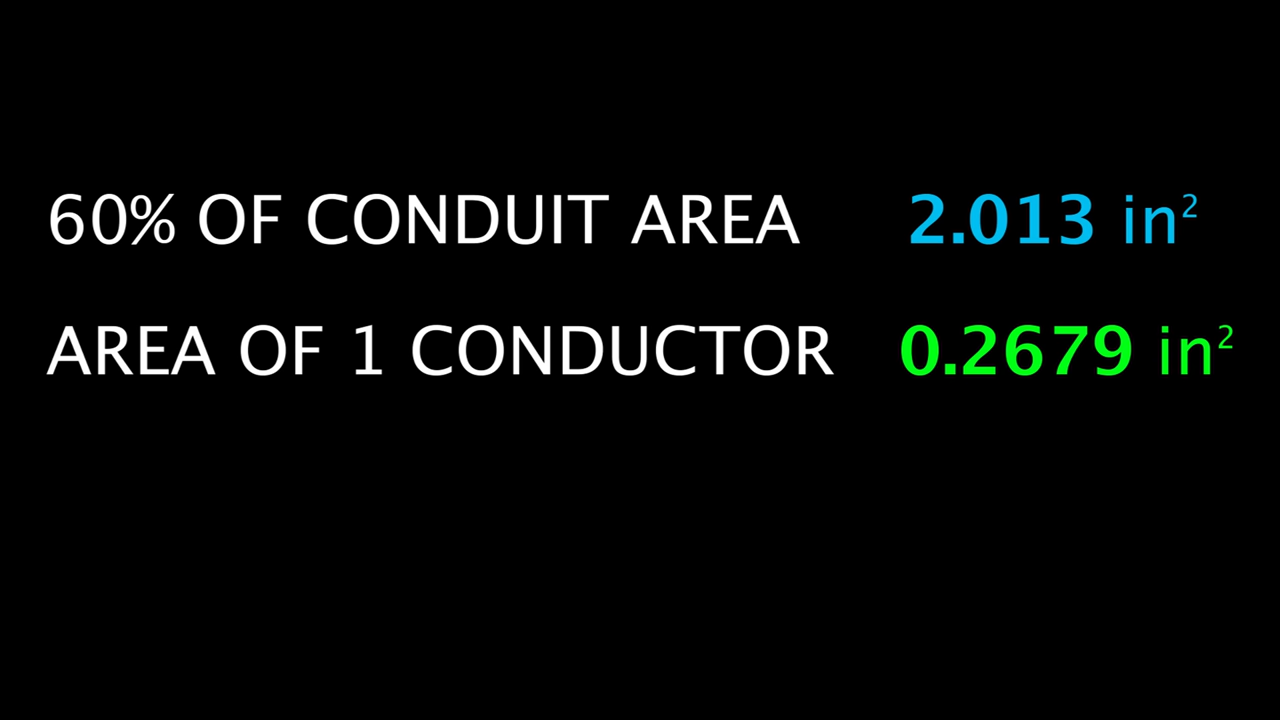 60% OF CONDUIT AREA 2.013 in²
AREA OF 1 CONDUCTOR 0.2679 in²